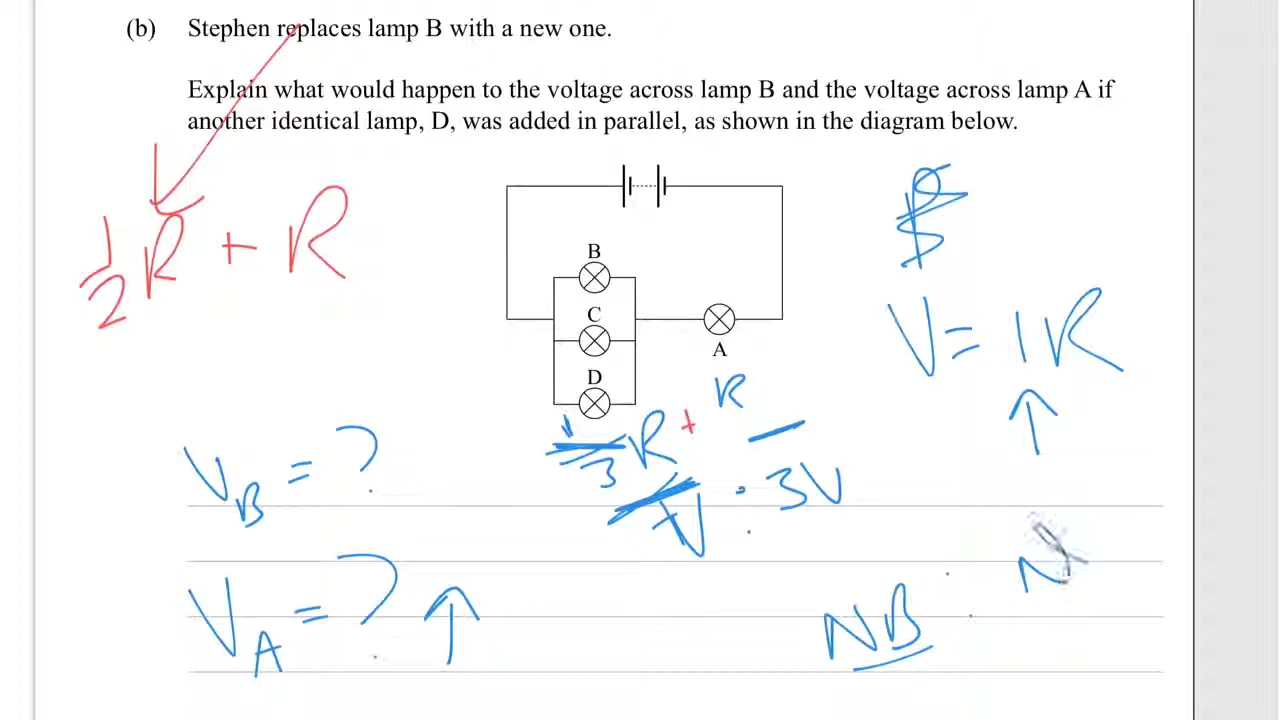 (b) Stephen replaces lamp B with a new one.
Explain what would happen to the voltage across lamp B and the voltage across lamp A if
another identical lamp, D, was added in parallel, as shown in the diagram below.
½R + R
B
C
A
D
V = IR
R
⅓R +
V : 3V
V_B = ?
V_A = ? ↑
NB :